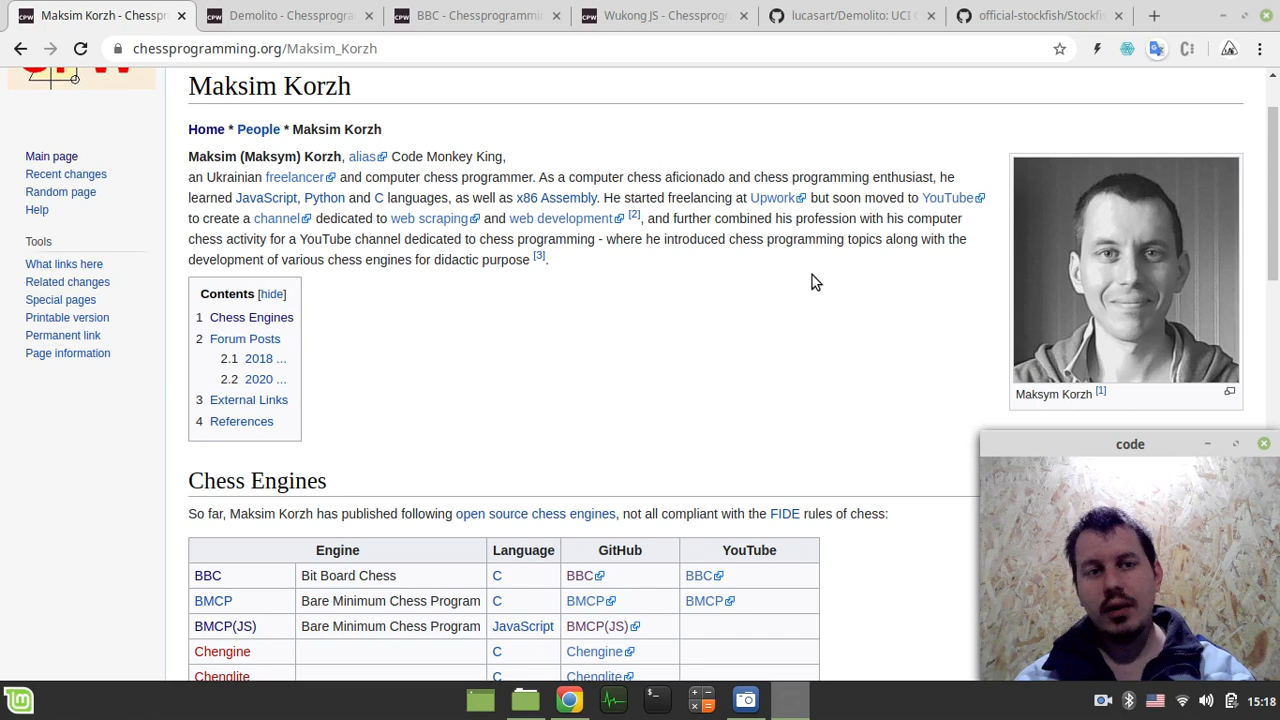 Maksim Korzh - Chesspr
Demolito - Chessprogra
BBC - Chessprogrammin
Wukong JS - Chessprog
lucasart/Demolito: UCI
official-stockfish/Stockfi
chessprogramming.org/Maksim_Korzh
Maksim Korzh
Home * People * Maksim Korzh
Maksim (Maksym) Korzh, alias Code Monkey King,
an Ukrainian freelancer and computer chess programmer. As a computer chess aficionado and chess programming enthusiast, he
learned JavaScript, Python and C languages, as well as x86 Assembly. He started freelancing at Upwork but soon moved to YouTube
to create a channel dedicated to web scraping and web development [2], and further combined his profession with his computer
chess activity for a YouTube channel dedicated to chess programming - where he introduced chess programming topics along with the
development of various chess engines for didactic purpose [3].
Main page
Recent changes
Random page
Help
Tools
What links here
Related changes
Special pages
Printable version
Permanent link
Page information
Contents [hide]
1 Chess Engines
2 Forum Posts
2.1 2018 ...
2.2 2020 ...
3 External Links
4 References
Maksym Korzh [1]
code
Chess Engines
So far, Maksim Korzh has published following open source chess engines, not all compliant with the FIDE rules of chess:
Engine Language GitHub YouTube
BBC Bit Board Chess C BBC BBC
BMCP Bare Minimum Chess Program C BMCP BMCP
BMCP(JS) Bare Minimum Chess Program JavaScript BMCP(JS)
Chengine C Chengine
Chenglite C Chenglite
15:18